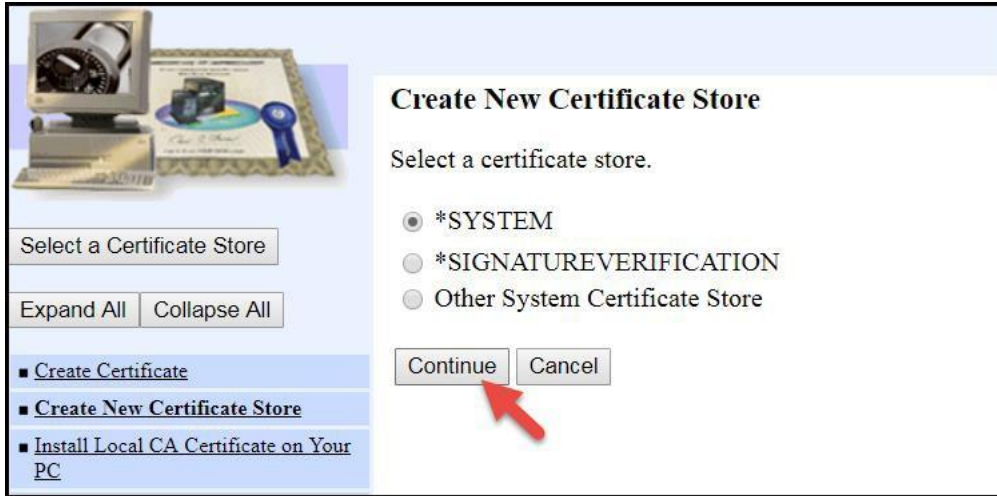 Create New Certificate Store
Select a certificate store.
*SYSTEM
*SIGNATUREVERIFICATION
Other System Certificate Store
Continue
Cancel
Select a Certificate Store
Expand All
Collapse All
Create Certificate
Create New Certificate Store
Install Local CA Certificate on Your
PC